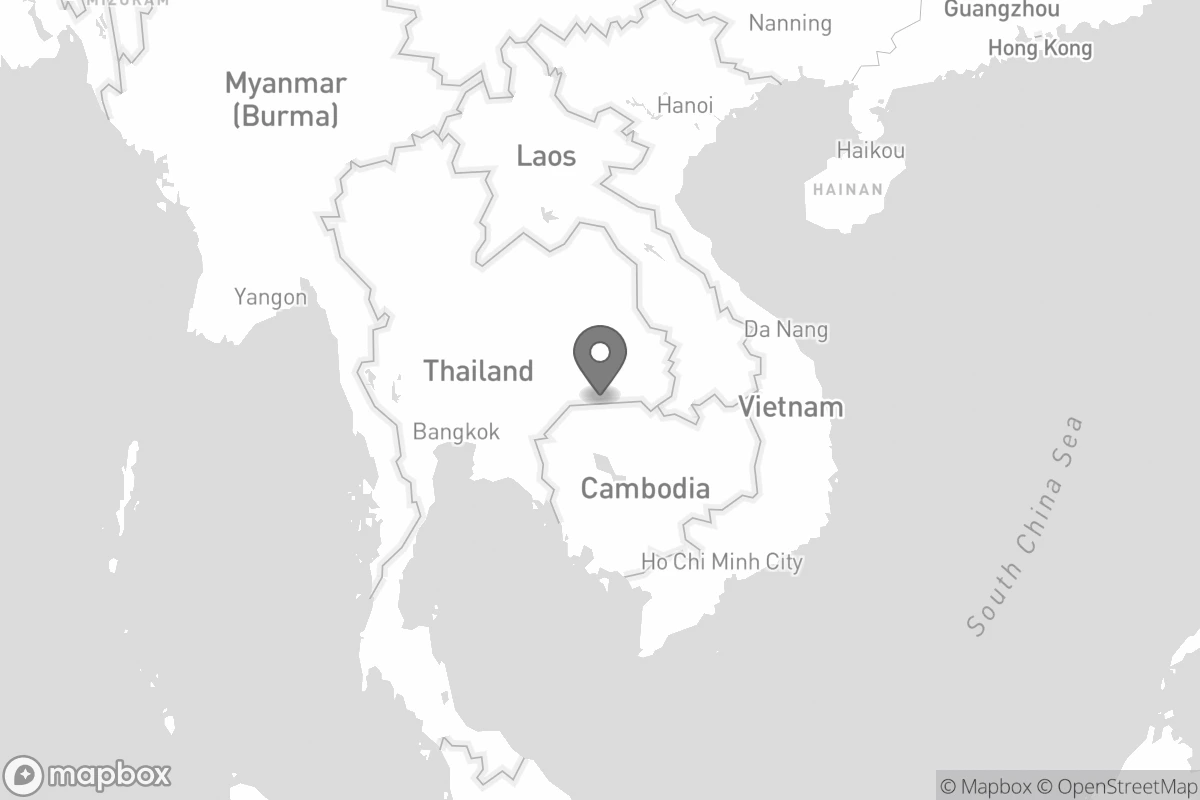 MIZORAM
Guangzhou
Nanning
Hong Kong
Myanmar
(Burma)
Hanoi
Laos
Haikou
HAINAN
Yangon
Da Nang
Thailand
Vietnam
Bangkok
Cambodia
South China Sea
Ho Chi Minh City
mapbox
© Mapbox © OpenStreetMap